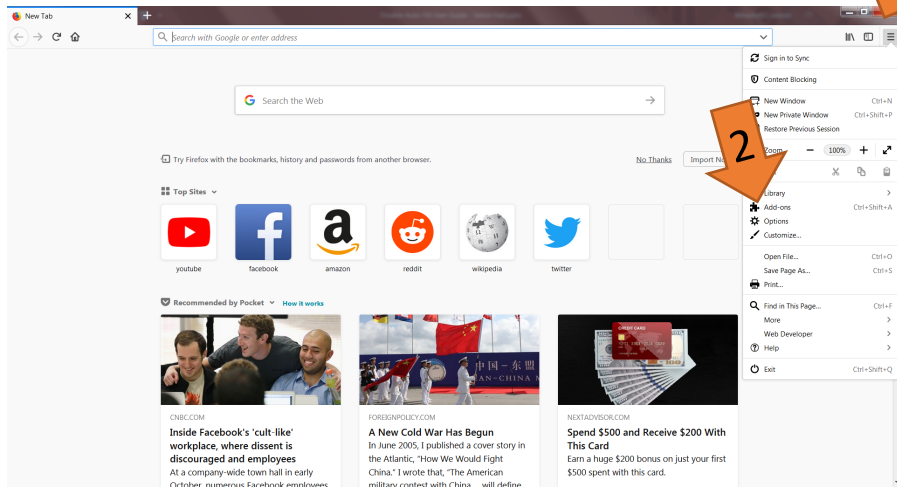 New Tab
Search with Google or enter address
Sign in to Sync
Content Blocking
New Window Ctrl+N
New Private Window Ctrl+Shift+P
Restore Previous Session
Zoom 100%
2
Library
Add-ons Ctrl+Shift+A
Options
Customize...
Open File... Ctrl+O
Save Page As... Ctrl+S
Print...
Find in This Page... Ctrl+F
More
Web Developer
Help
Exit Ctrl+Shift+Q
G Search the Web
Try Firefox with the bookmarks, history and passwords from another browser. No Thanks Import
Top Sites
youtube facebook amazon reddit wikipedia twitter
Recommended by Pocket How it works
中国-东盟
AN-CHINA
CREDIT CARD
CNBC.COM
Inside Facebook's 'cult-like'
workplace, where dissent is
discouraged and employees
At a company-wide town hall in early
October, numerous Facebook employees
FOREIGNPOLICY.COM
A New Cold War Has Begun
In June 2005, I published a cover story in
the Atlantic, "How We Would Fight
China." I wrote that, "The American
military contest with China ... will define
NEXTADVISOR.COM
Spend $500 and Receive $200 With
This Card
Earn a huge $200 bonus on just your first
$500 spent with this card.